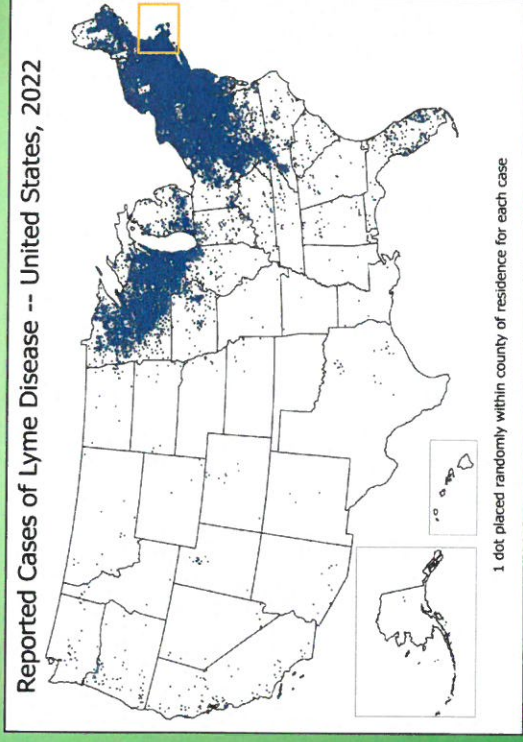 Reported Cases of Lyme Disease -- United States, 2022
1 dot placed randomly within county of residence for each case